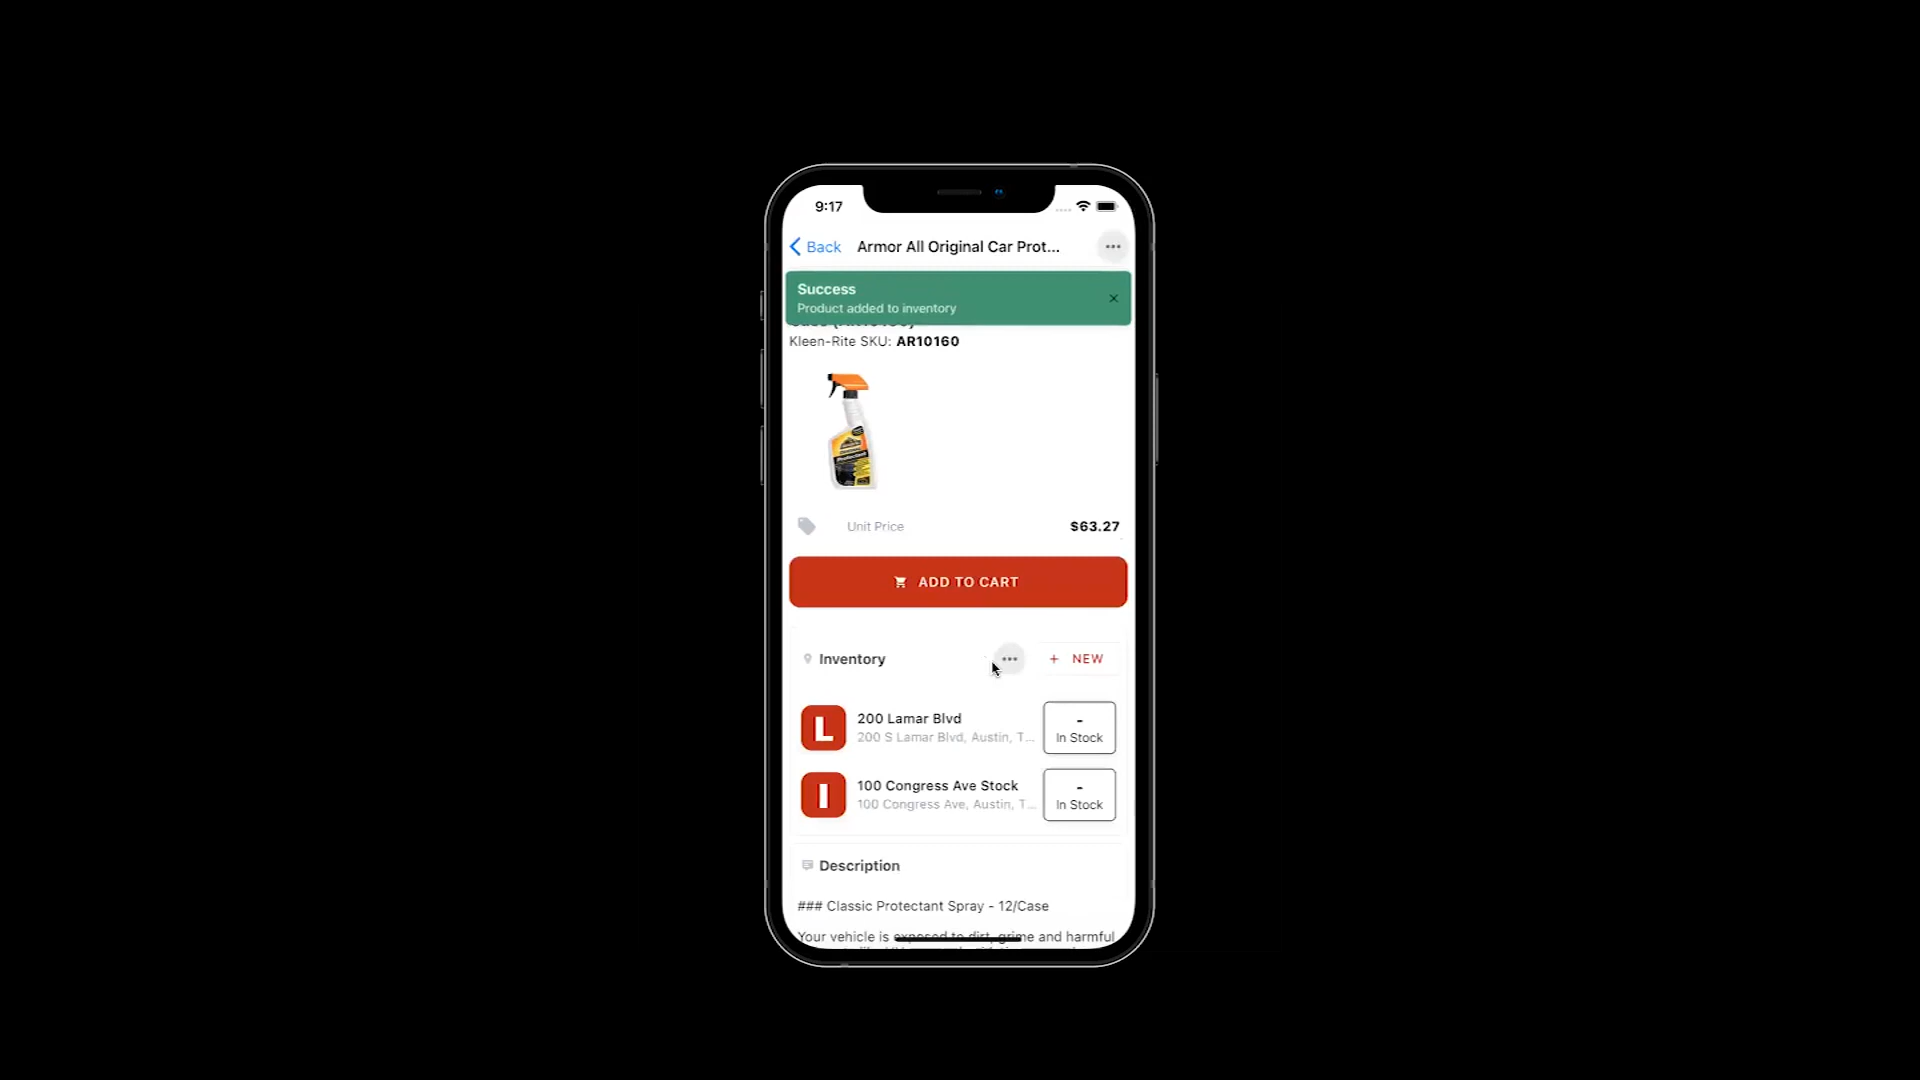 9:17
Back
Armor All Original Car Prot...
Success
Product added to inventory
Kleen-Rite SKU: AR10160
Unit Price
$63.27
ADD TO CART
Inventory
+ NEW
L
200 Lamar Blvd
200 S Lamar Blvd, Austin, T...
-
In Stock
I
100 Congress Ave Stock
100 Congress Ave, Austin, T...
-
In Stock
Description
### Classic Protectant Spray - 12/Case
Your vehicle is exposed to dirt, grime and harmful